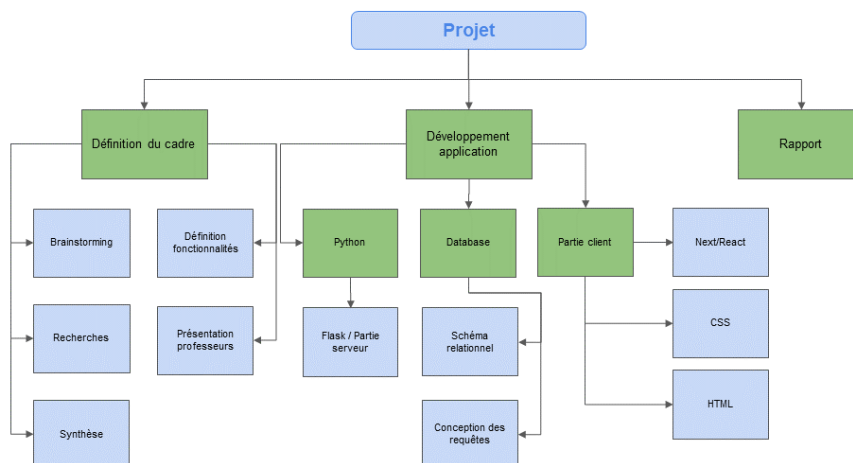 Projet
Définition du cadre
Développement
application
Rapport
Brainstorming
Définition
fonctionnalités
Python
Database
Partie client
Next/React
Recherches
Présentation
professeurs
Flask / Partie
serveur
Schéma
relationnel
CSS
Synthèse
Conception des
requêtes
HTML